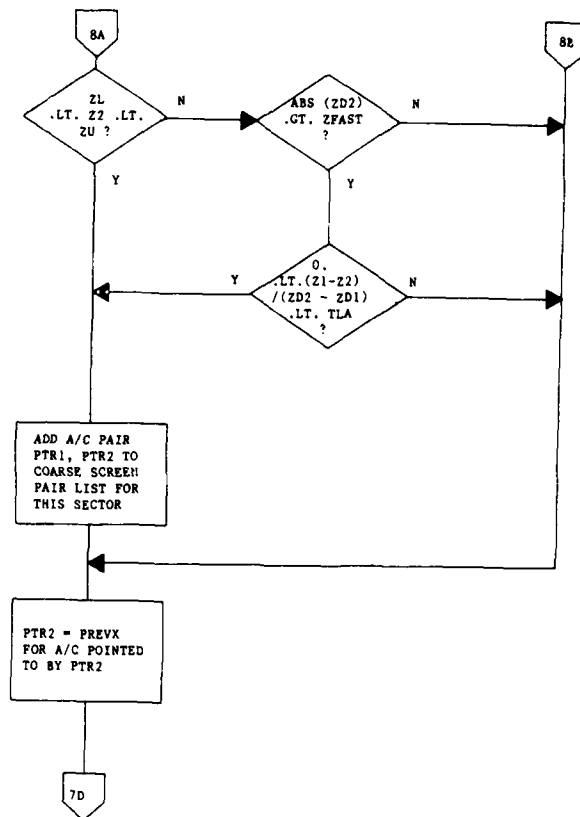 8A
8B
ZL
.LT. Z2 .LT.
ZU ?
N
ABS (ZD2)
.GT. ZFAST
?
N
Y
Y
0.
.LT.(Z1-Z2)
/(ZD2 - ZD1)
.LT. TLA
?
Y
N
ADD A/C PAIR
PTR1, PTR2 TO
COARSE SCREEN
PAIR LIST FOR
THIS SECTOR
PTR2 = PREVX
FOR A/C POINTED
TO BY PTR2
7D